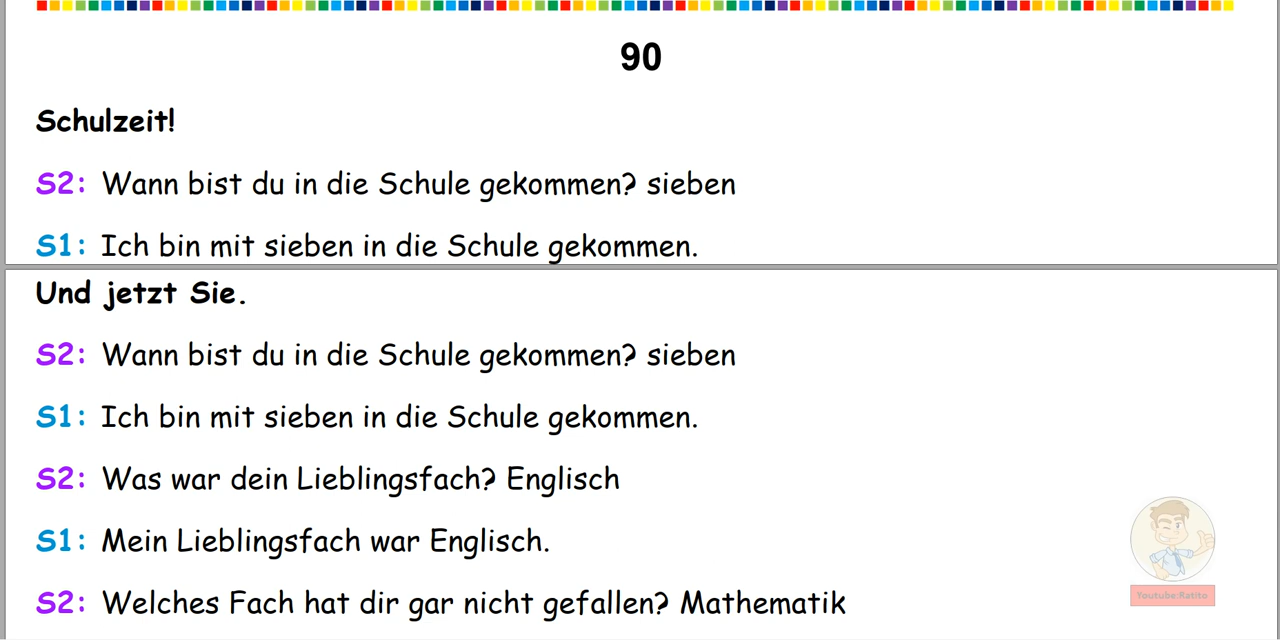 90
Schulzeit!
S2: Wann bist du in die Schule gekommen? sieben
S1: Ich bin mit sieben in die Schule gekommen.
Und jetzt Sie.
S2: Wann bist du in die Schule gekommen? sieben
S1: Ich bin mit sieben in die Schule gekommen.
S2: Was war dein Lieblingsfach? Englisch
S1: Mein Lieblingsfach war Englisch.
S2: Welches Fach hat dir gar nicht gefallen? Mathematik
Youtube:Ratito